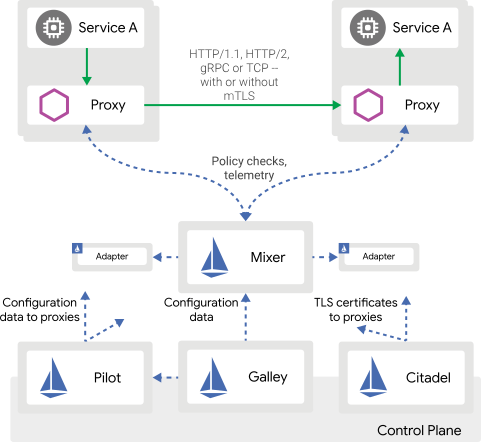 Service A
Service A
HTTP/1.1, HTTP/2,
gRPC or TCP --
with or without
mTLS
Proxy
Proxy
Policy checks,
telemetry
Mixer
Adapter
Adapter
Configuration
data to proxies
Configuration
data
TLS certificates
to proxies
Pilot
Galley
Citadel
Control Plane